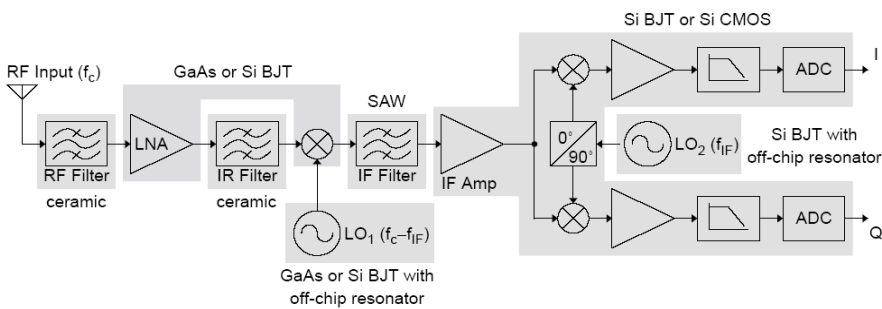 Si BJT or Si CMOS
RF Input (fc)
GaAs or Si BJT
SAW
LNA
RF Filter
ceramic
IR Filter
ceramic
IF Filter
IF Amp
LO1 (fc–fIF)
GaAs or Si BJT with
off-chip resonator
0°
90°
LO2 (fIF)
Si BJT with
off-chip resonator
ADC
I
ADC
Q